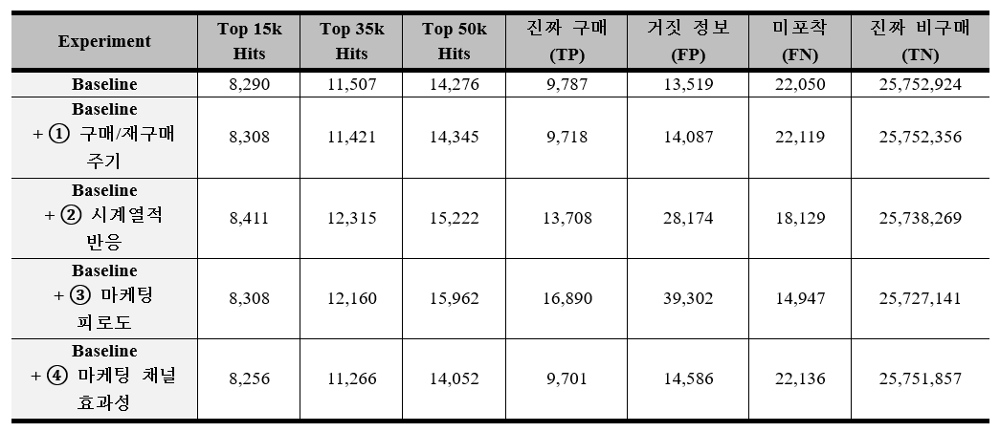 Experiment Top 15k Hits Top 35k Hits Top 50k Hits 진짜 구매 (TP) 거짓 정보 (FP) 미포착 (FN) 진짜 비구매 (TN)
Baseline 8,290 11,507 14,276 9,787 13,519 22,050 25,752,924
Baseline
+ ① 구매/재구매
주기
8,308 11,421 14,345 9,718 14,087 22,119 25,752,356
Baseline
+ ② 시계열적
반응
8,411 12,315 15,222 13,708 28,174 18,129 25,738,269
Baseline
+ ③ 마케팅
피로도
8,308 12,160 15,962 16,890 39,302 14,947 25,727,141
Baseline
+ ④ 마케팅 채널
효과성
8,256 11,266 14,052 9,701 14,586 22,136 25,751,857